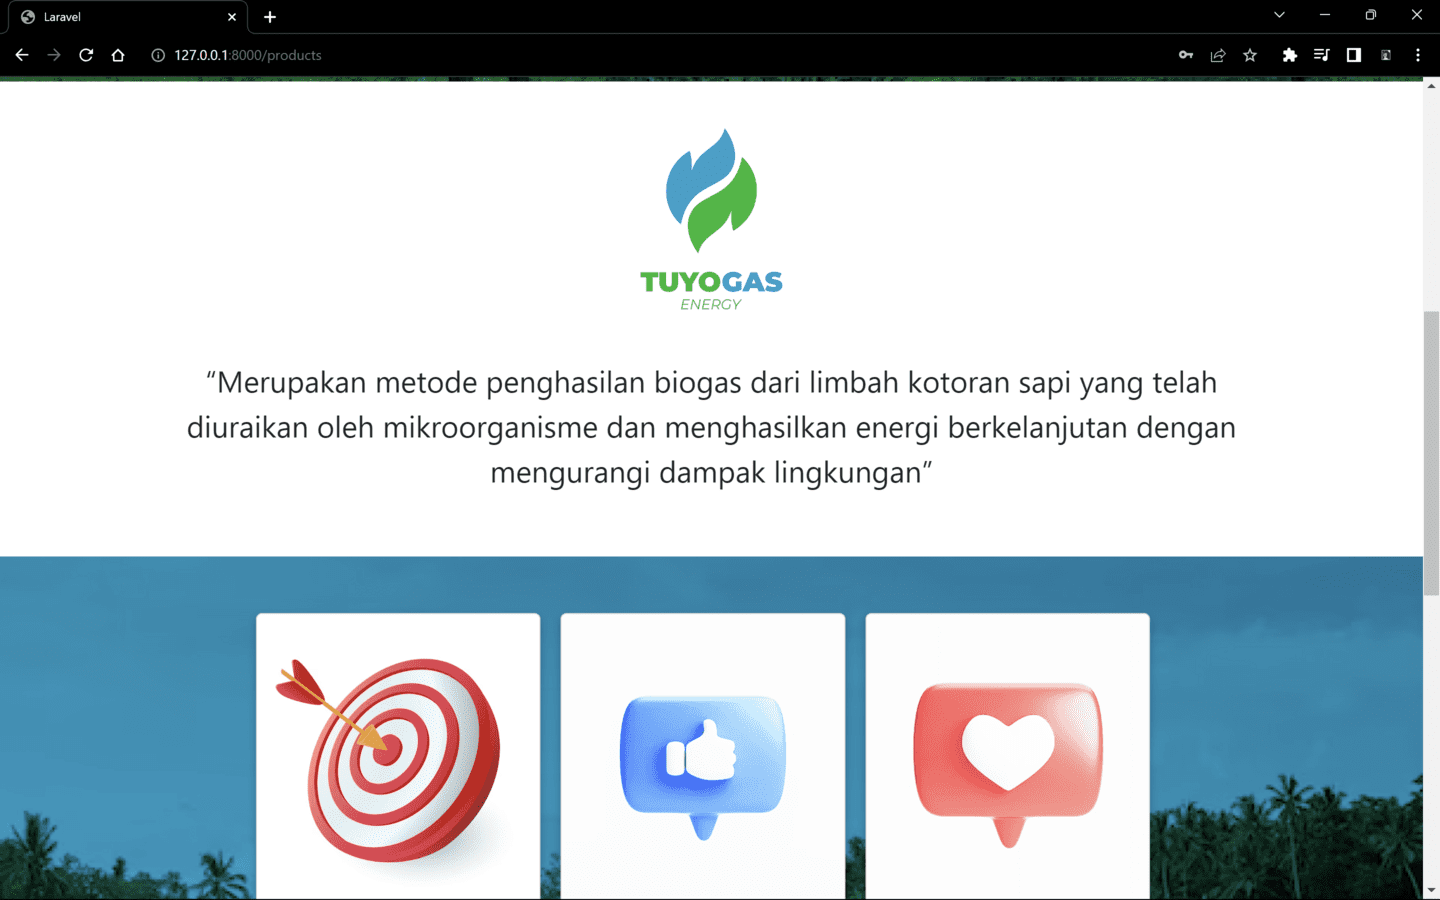 Laravel
127.0.0.1:8000/products
TUYOGAS
ENERGY
“Merupakan metode penghasilan biogas dari limbah kotoran sapi yang telah
diuraikan oleh mikroorganisme dan menghasilkan energi berkelanjutan dengan
mengurangi dampak lingkungan”